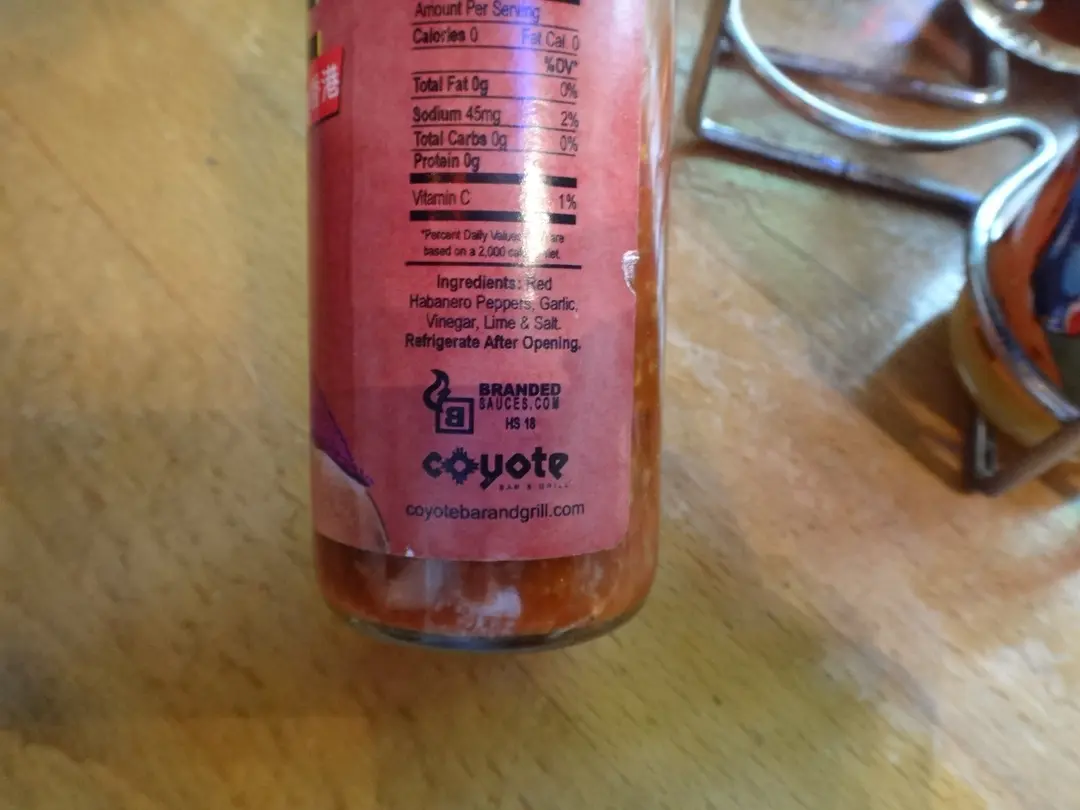 Amount Per Serving
Calories 0 Fat Cal 0
%DV*
Total Fat 0g 0%
Sodium 45mg 2%
Total Carbs 0g 0%
Protein 0g
Vitamin C 1%
*Percent Daily Values are
based on a 2,000
Ingredients: Red
Habanero Peppers, Garlic,
Vinegar, Lime & Salt.
Refrigerate After Opening.
B
BRANDED
SAUCES.COM
HS 18
coyote
BAR & GRILL
coyotebarandgrill.com
香港